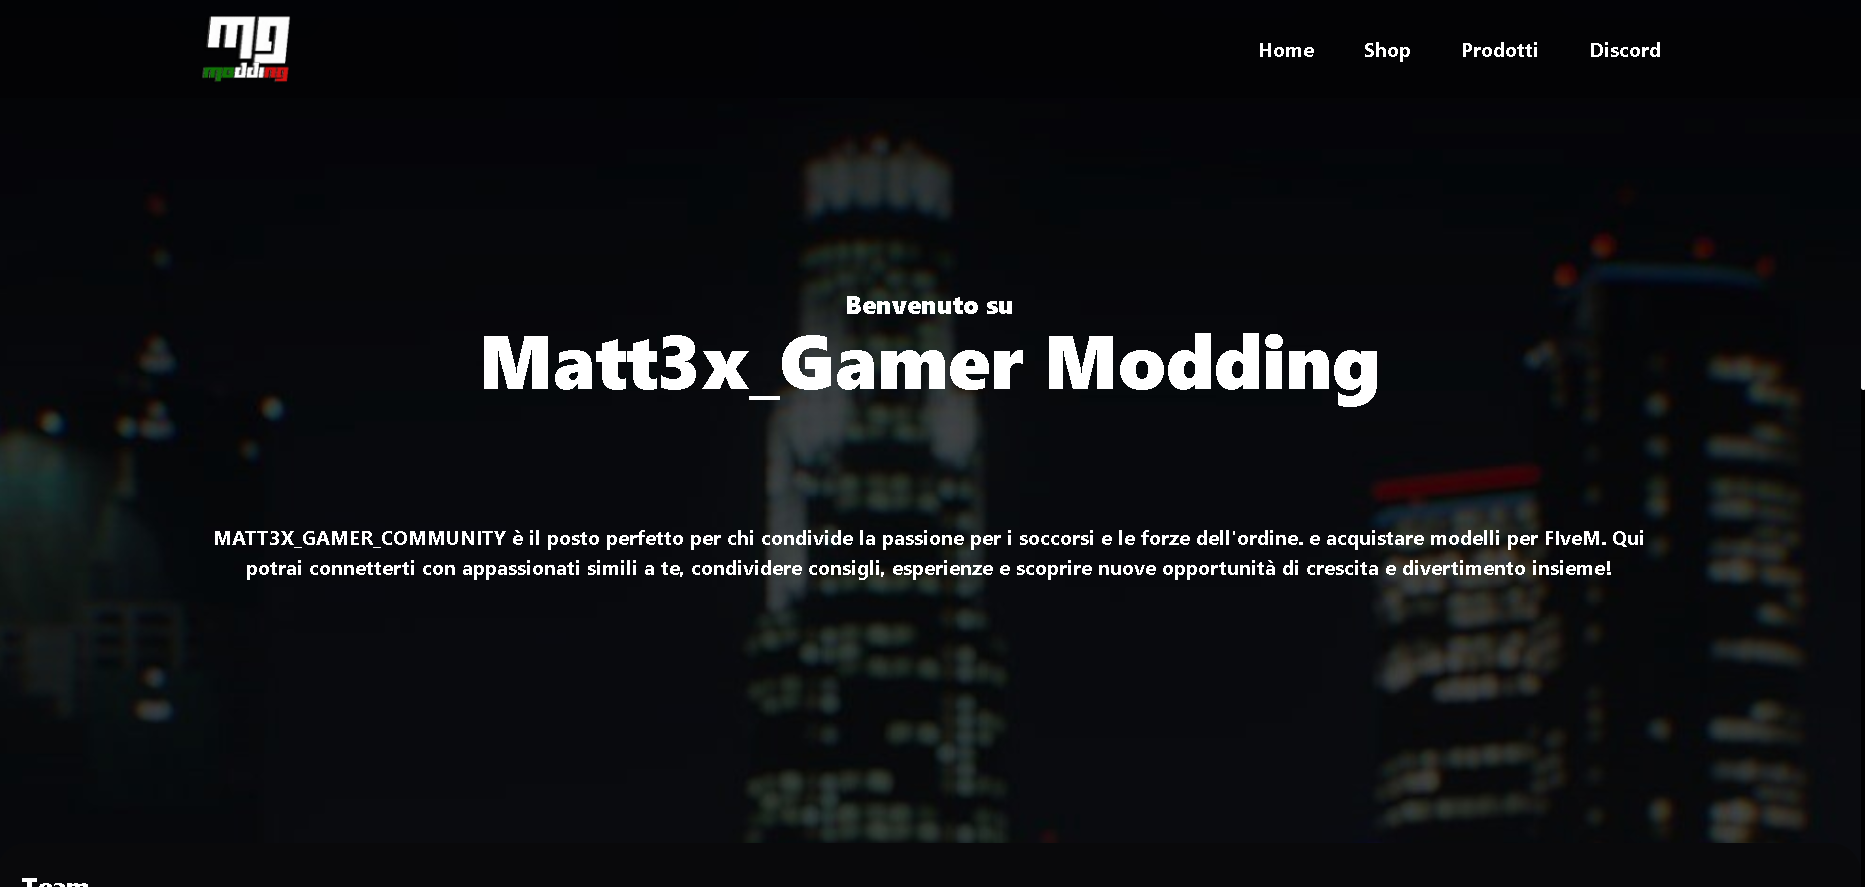 mg
modding
Home Shop Prodotti Discord
Benvenuto su
Matt3x_Gamer Modding
MATT3X_GAMER_COMMUNITY è il posto perfetto per chi condivide la passione per i soccorsi e le forze dell'ordine. e acquistare modelli per FIveM. Qui
potrai connetterti con appassionati simili a te, condividere consigli, esperienze e scoprire nuove opportunità di crescita e divertimento insieme!
Team